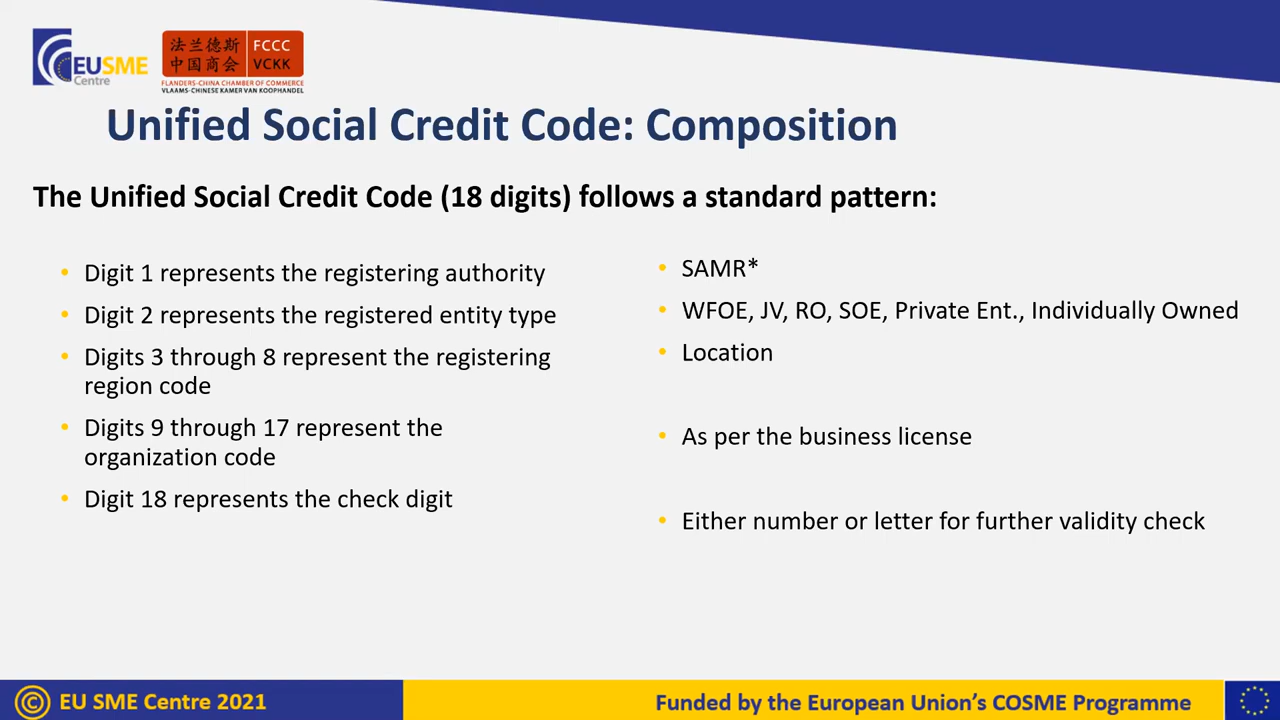 EUSME
Centre
法兰德斯
中国商会
FCCC
VCKK
FLANDERS-CHINA CHAMBER OF COMMERCE
VLAAMS-CHINESE KAMER VAN KOOPHANDEL
Unified Social Credit Code: Composition
The Unified Social Credit Code (18 digits) follows a standard pattern:
• Digit 1 represents the registering authority
• Digit 2 represents the registered entity type
• Digits 3 through 8 represent the registering
region code
• Digits 9 through 17 represent the
organization code
• Digit 18 represents the check digit
• SAMR*
• WFOE, JV, RO, SOE, Private Ent., Individually Owned
• Location
• As per the business license
• Either number or letter for further validity check
© EU SME Centre 2021
Funded by the European Union’s COSME Programme